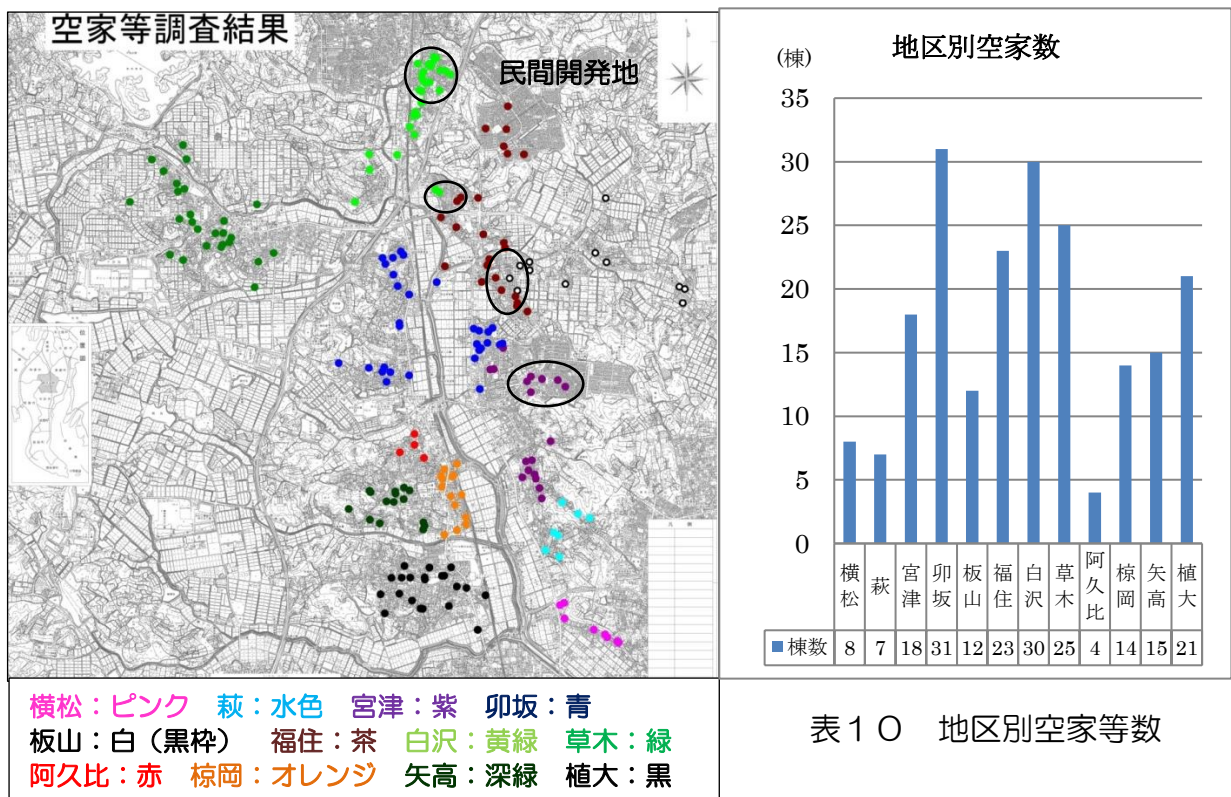 空家等調査結果
民間開発地
横松：ピンク　萩：水色　宮津：紫　卯坂：青
板山：白（黒枠）　福住：茶　白沢：黄緑　草木：緑
阿久比：赤　椋岡：オレンジ　矢高：深緑　植大：黒
地区別空家数
(棟)
35
30
25
20
15
10
5
0
横松 萩 宮津 卯坂 板山 福住 白沢 草木 阿久比 椋岡 矢高 植大
棟数 8 7 18 31 12 23 30 25 4 14 15 21
表１０　地区別空家等数